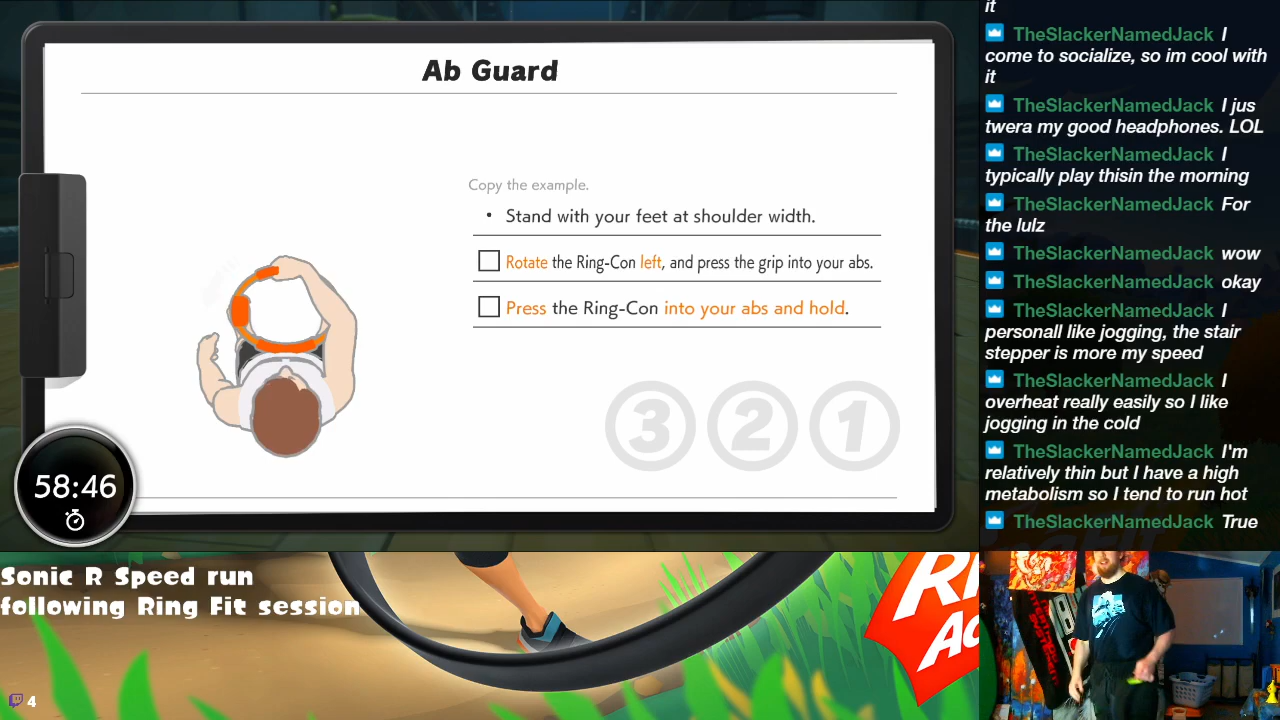 Ab Guard
Copy the example.
• Stand with your feet at shoulder width.
Rotate the Ring-Con left, and press the grip into your abs.
Press the Ring-Con into your abs and hold.
3 2 1
58:46
it
TheSlackerNamedJack I
come to socialize, so im cool with
it
TheSlackerNamedJack I jus
twera my good headphones. LOL
TheSlackerNamedJack I
typically play thisin the morning
TheSlackerNamedJack For
the lulz
TheSlackerNamedJack wow
TheSlackerNamedJack okay
TheSlackerNamedJack I
personall like jogging, the stair
stepper is more my speed
TheSlackerNamedJack I
overheat really easily so I like
jogging in the cold
TheSlackerNamedJack I'm
relatively thin but I have a high
metabolism so I tend to run hot
TheSlackerNamedJack True
Sonic R Speed run
following Ring Fit session
4